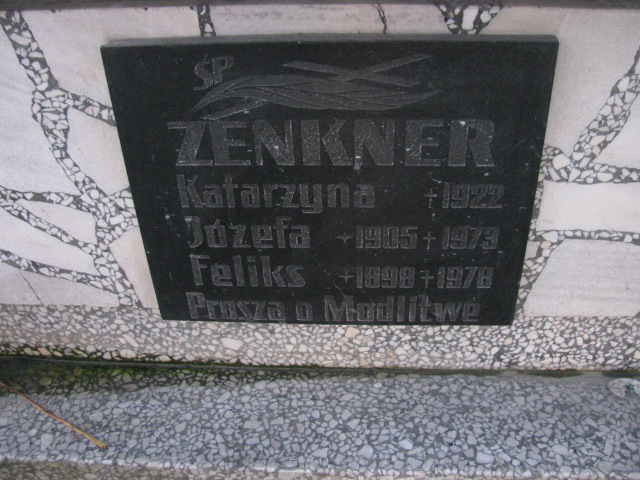 ŚP
ZENKNER
Katarzyna +1922
Józefa +1905+1973
Feliks +1898+1978
Proszą o Modlitwę